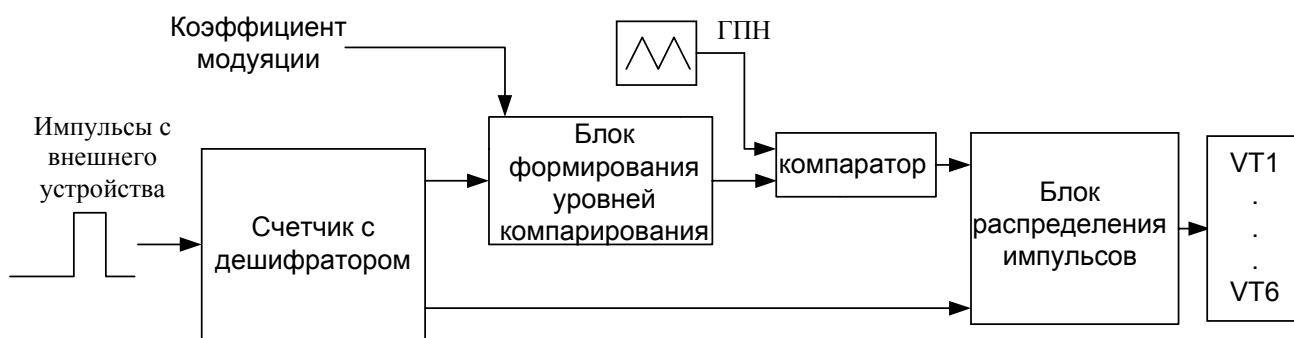 Коэффициент
модуяции
ГПН
Импульсы с
внешнего
устройства
Счетчик с
дешифратором
Блок
формирования
уровней
компарирования
компаратор
Блок
распределения
импульсов
VT1
.
.
.
VT6